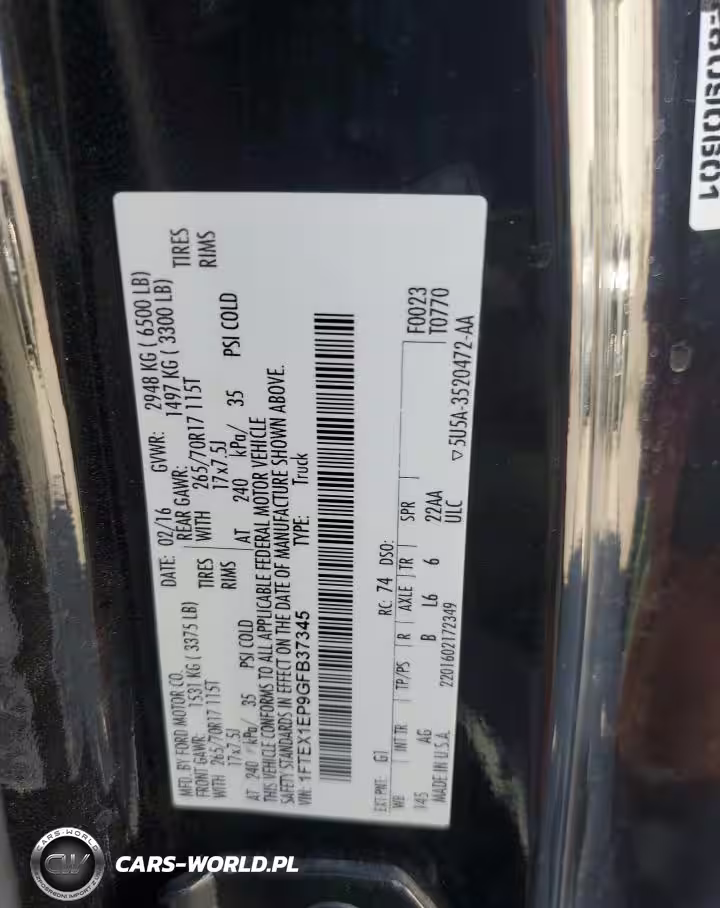 MFD. BY FORD MOTOR CO.
DATE: 02/16 GVWR: 2948 KG ( 6500 LB)
FRONT GAWR: 1531 KG ( 3375 LB) REAR GAWR: 1497 KG ( 3300 LB)
WITH 265/70R17 115T TIRES WITH 265/70R17 115T TIRES
17x7.5J RIMS 17x7.5J RIMS
AT 240 kPa/ 35 PSI COLD AT 240 kPa/ 35 PSI COLD
THIS VEHICLE CONFORMS TO ALL APPLICABLE FEDERAL MOTOR VEHICLE
SAFETY STANDARDS IN EFFECT ON THE DATE OF MANUFACTURE SHOWN ABOVE.
VIN: 1FTEX1EP9GFB37345 TYPE: Truck
F0023
T0770
EXT PNT: G1 RC: 74 DSO:
WB INT TR TP/PS R AXLE TR SPR
145 AG B L6 6 22AA
MADE IN U.S.A. 2201602172349 ULC ▽5U5A-3520472-AA
CARS-WORLD
CW
CARS-WORLD.PL